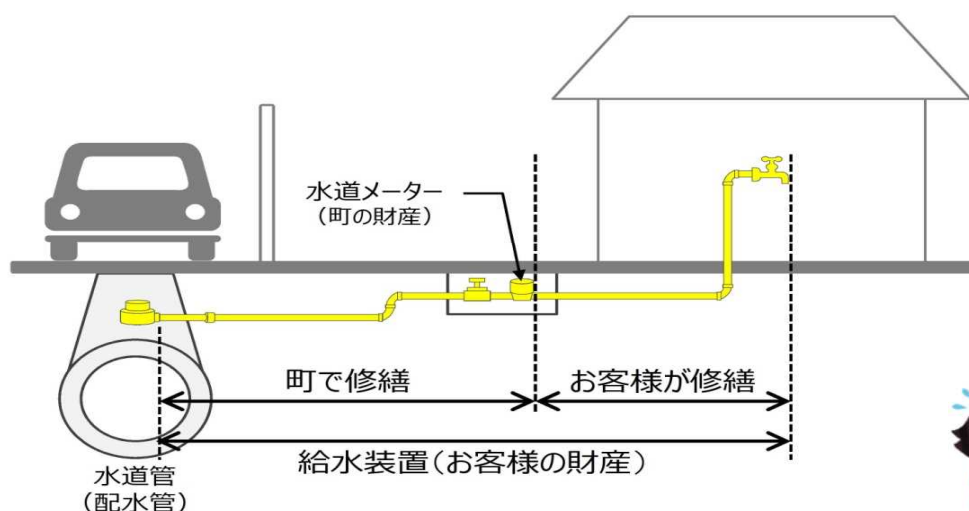 水道メーター
（町の財産）
町で修繕
お客様が修繕
給水装置（お客様の財産）
水道管
（配水管）